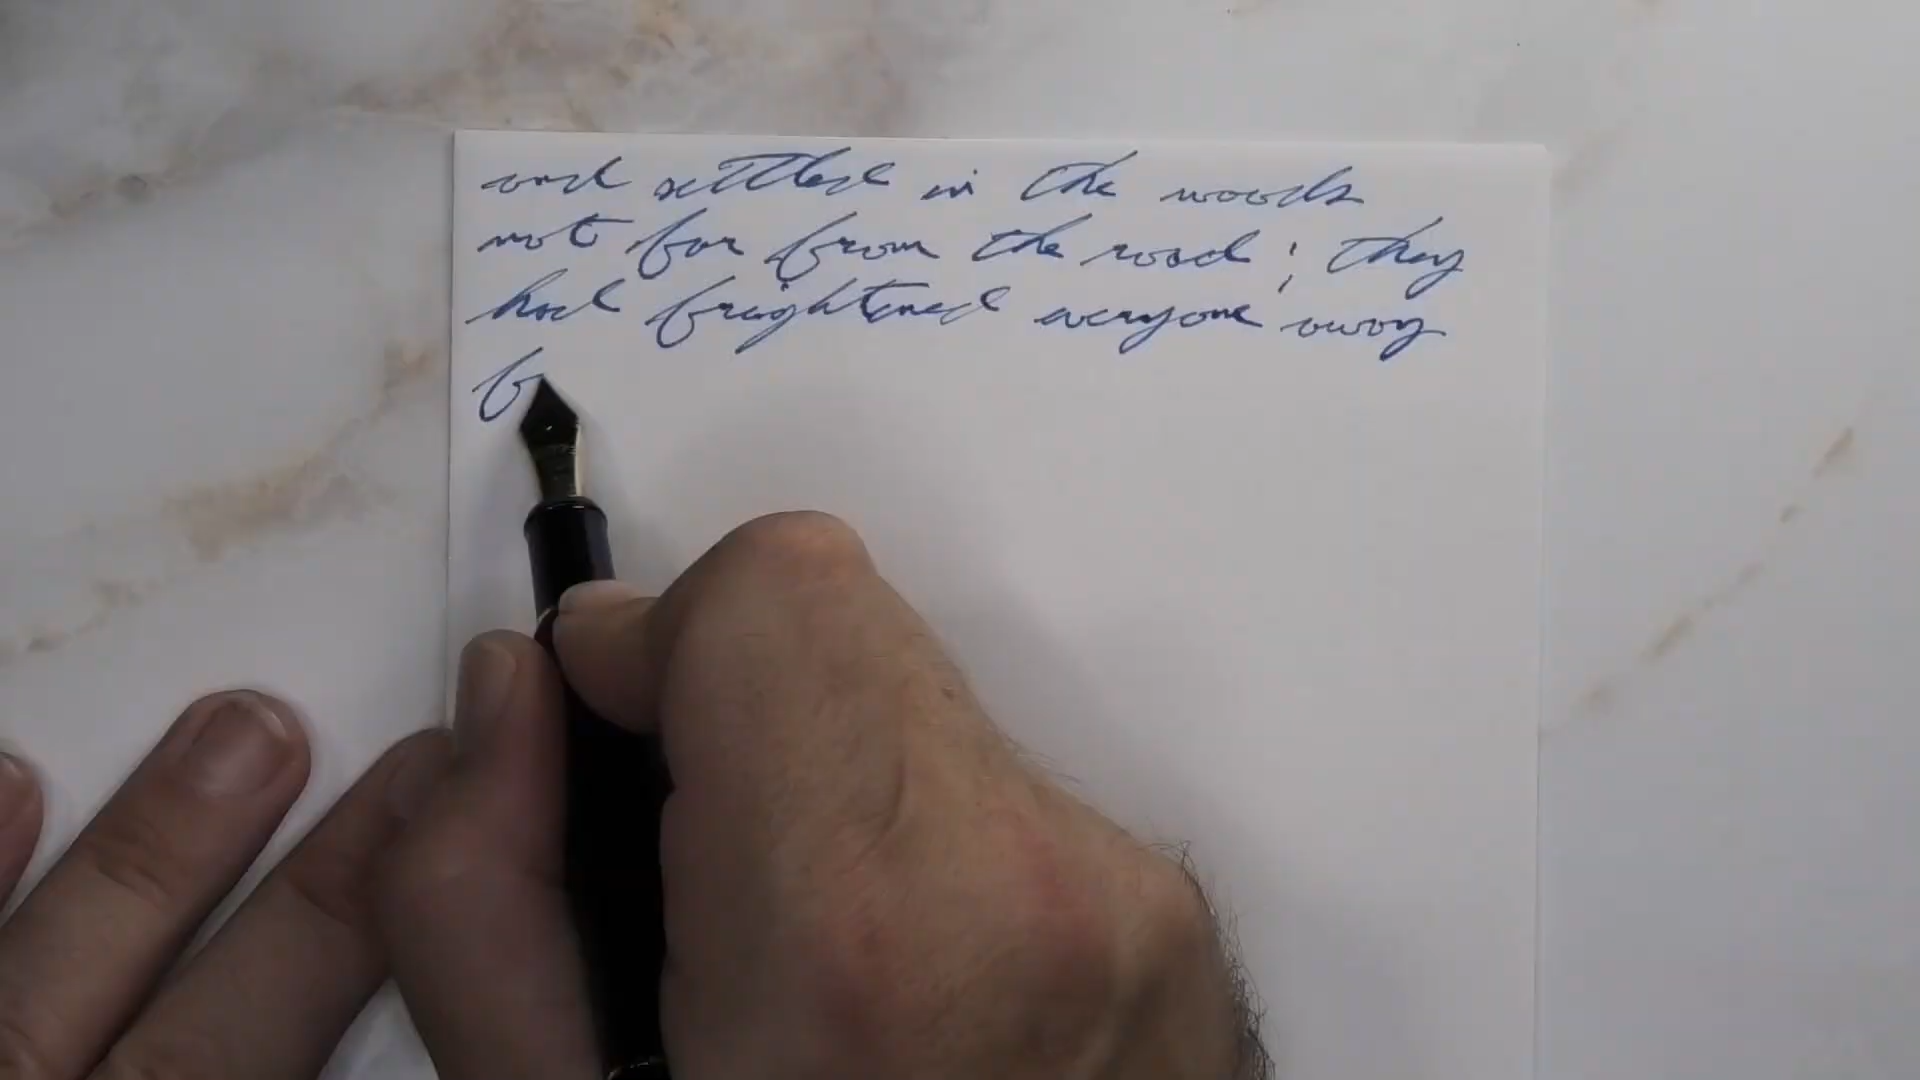 and settled in the woods
not far from the road; they
had frightened everyone away
f